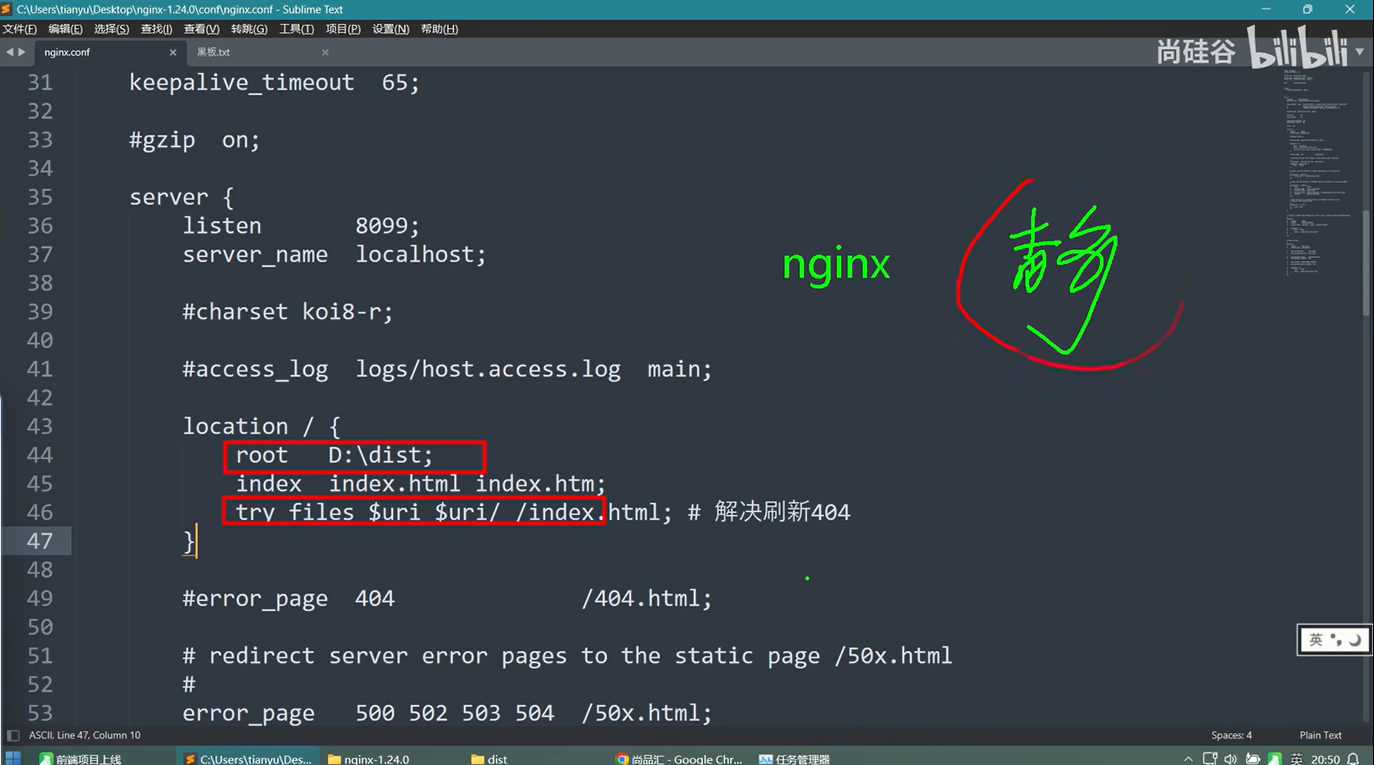 C:\Users\tianyu\Desktop\nginx-1.24.0\conf\nginx.conf - Sublime Text
文件(F) 编辑(E) 选择(S) 查找(I) 查看(V) 转跳(G) 工具(T) 项目(P) 设置(N) 帮助(H)
nginx.conf × 黑板.txt ×
尚硅谷 bilibili
31 keepalive_timeout 65;
32
33 #gzip on;
34
35 server {
36 listen 8099;
37 server_name localhost;
38
39 #charset koi8-r;
40
41 #access_log logs/host.access.log main;
42
43 location / {
44 root D:\dist;
45 index index.html index.htm;
46 try_files $uri $uri/ /index.html; # 解决刷新404
47 }
48
49 #error_page 404 /404.html;
50
51 # redirect server error pages to the static page /50x.html
52 #
53 error_page 500 502 503 504 /50x.html;
nginx
静
英
ASCII, Line 47, Column 10 Spaces: 4 Plain Text
前端项目上线 C:\Users\tianyu\Des... nginx-1.24.0 dist 尚品汇 - Google Chr... 任务管理器 英 20:50